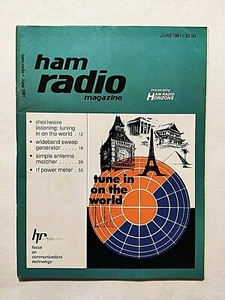 JUNE 1981 / $2.50
ham
radio
magazine
incorporating
HAM RADIO
HORIZONS
• shortwave
listening: tuning
in on the world . 12
• wideband sweep
generator . . . . 18
• simple antenna
matcher . . . . . . 28
• rf power meter . 55
tune in
on the
world
hr
focus
on
communications
technology